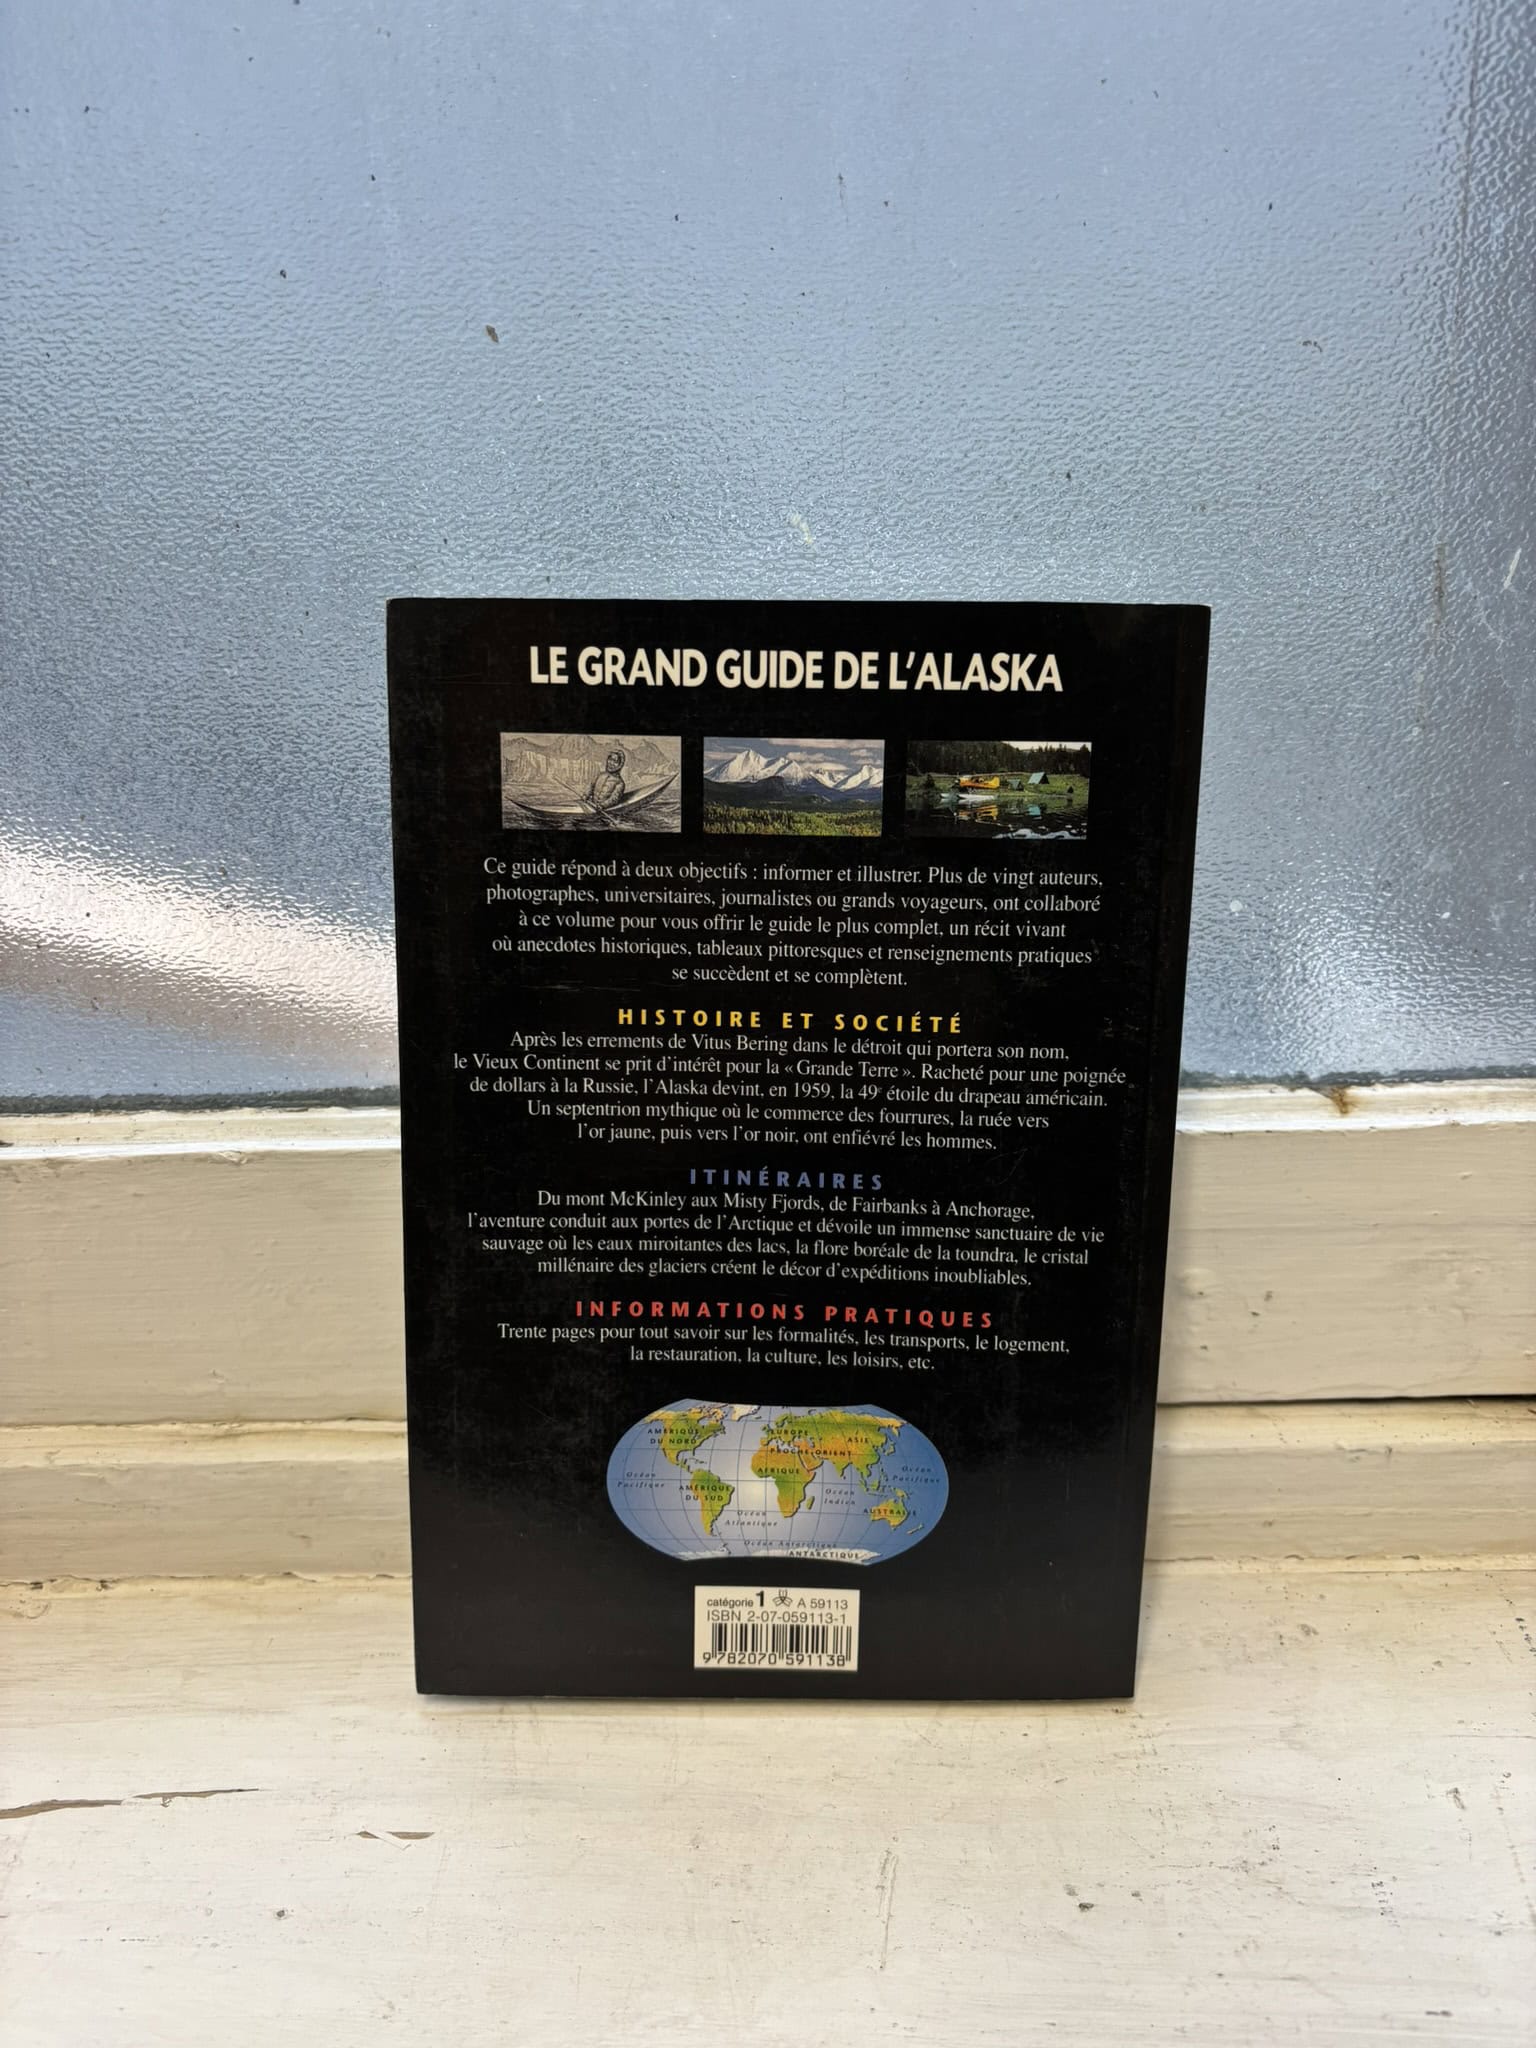 LE GRAND GUIDE DE L'ALASKA
Ce guide répond à deux objectifs : informer et illustrer. Plus de vingt auteurs,
photographes, universitaires, journalistes ou grands voyageurs, ont collaboré
à ce volume pour vous offrir le guide le plus complet, un récit vivant
où anecdotes historiques, tableaux pittoresques et renseignements pratiques
se succèdent et se complètent.
HISTOIRE ET SOCIÉTÉ
Après les errements de Vitus Bering dans le détroit qui portera son nom,
le Vieux Continent se prit d'intérêt pour la « Grande Terre ». Racheté pour une poignée
de dollars à la Russie, l'Alaska devint, en 1959, la 49e étoile du drapeau américain.
Un septentrion mythique où le commerce des fourrures, la ruée vers
l'or jaune, puis vers l'or noir, ont enfiévré les hommes.
ITINÉRAIRES
Du mont McKinley aux Misty Fjords, de Fairbanks à Anchorage,
l'aventure conduit aux portes de l'Arctique et dévoile un immense sanctuaire de vie
sauvage où les eaux miroitantes des lacs, la flore boréale de la toundra, le cristal
millénaire des glaciers créent le décor d'expéditions inoubliables.
INFORMATIONS PRATIQUES
Trente pages pour tout savoir sur les formalités, les transports, le logement,
la restauration, la culture, les loisirs, etc.
AMÉRIQUE
DU NORD
EUROPE
ASIE
PROCHE-ORIENT
AFRIQUE
Océan
Pacifique
AMÉRIQUE
DU SUD
Océan
Atlantique
Océan
Indien
Océan
Pacifique
AUSTRALIE
Océan Antarctique
ANTARCTIQUE
catégorie 1 A 59113
ISBN 2-07-059113-1
9 782070 591138